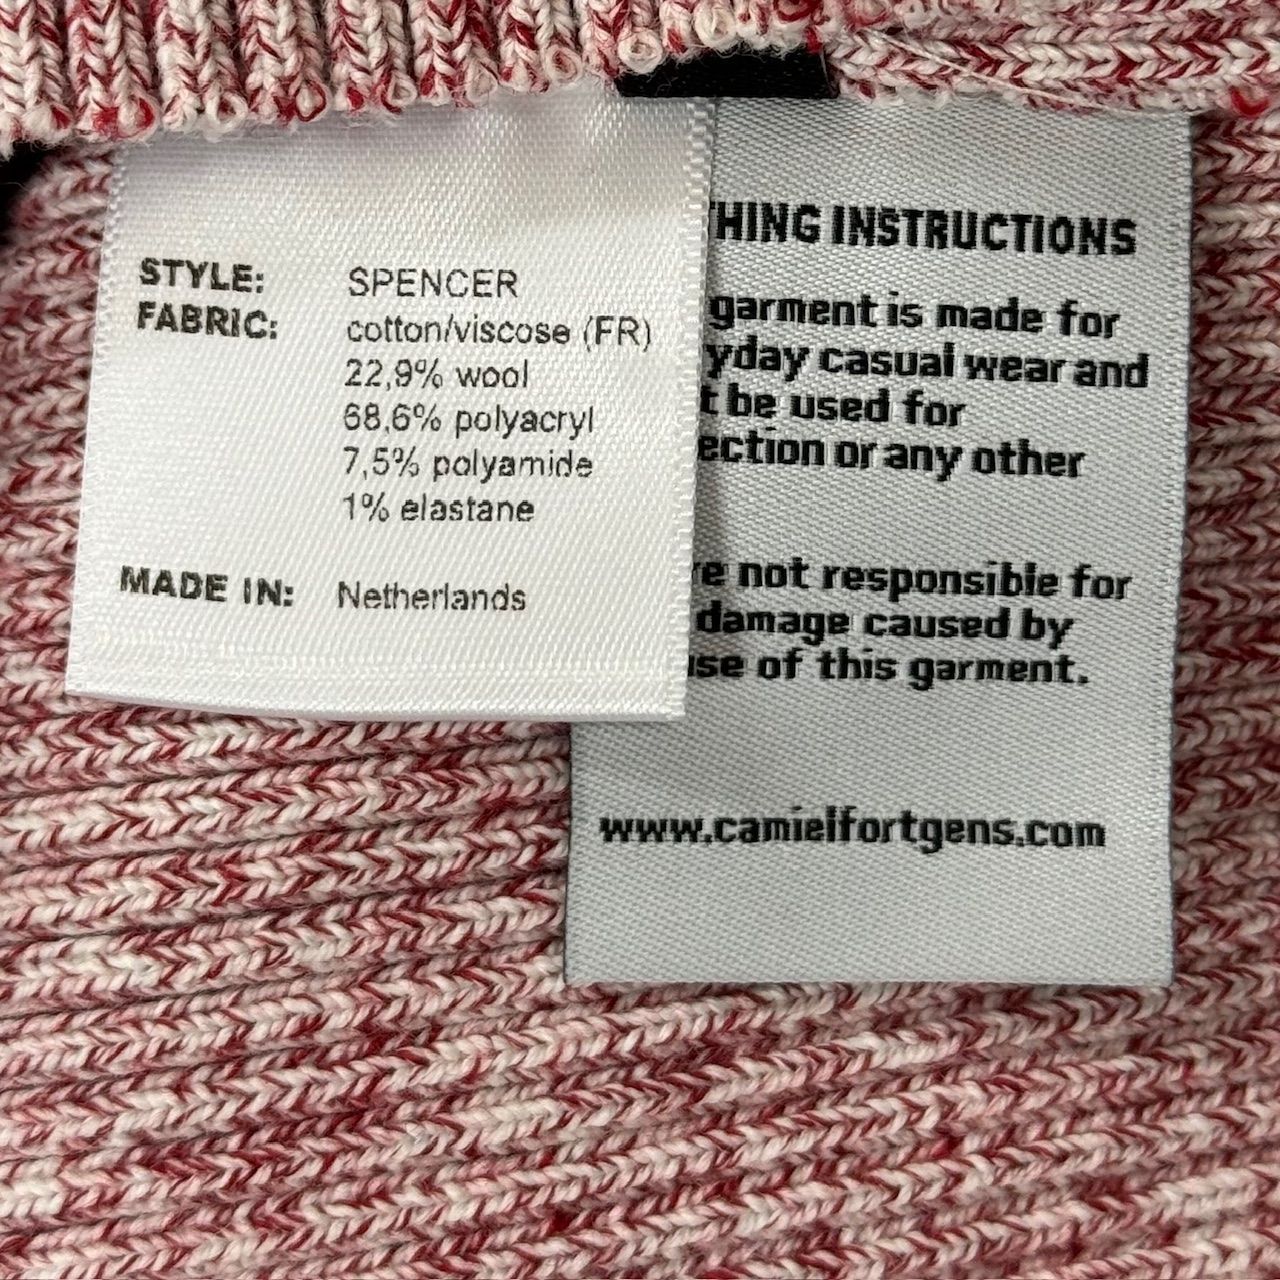 STYLE: SPENCER
FABRIC: cotton/viscose (FR)
22,9% wool
68,6% polyacryl
7,5% polyamide
1% elastane
MADE IN: Netherlands
HING INSTRUCTIONS
garment is made for
yday casual wear and
t be used for
ection or any other
re not responsible for
damage caused by
use of this garment.
www.camielfortgens.com